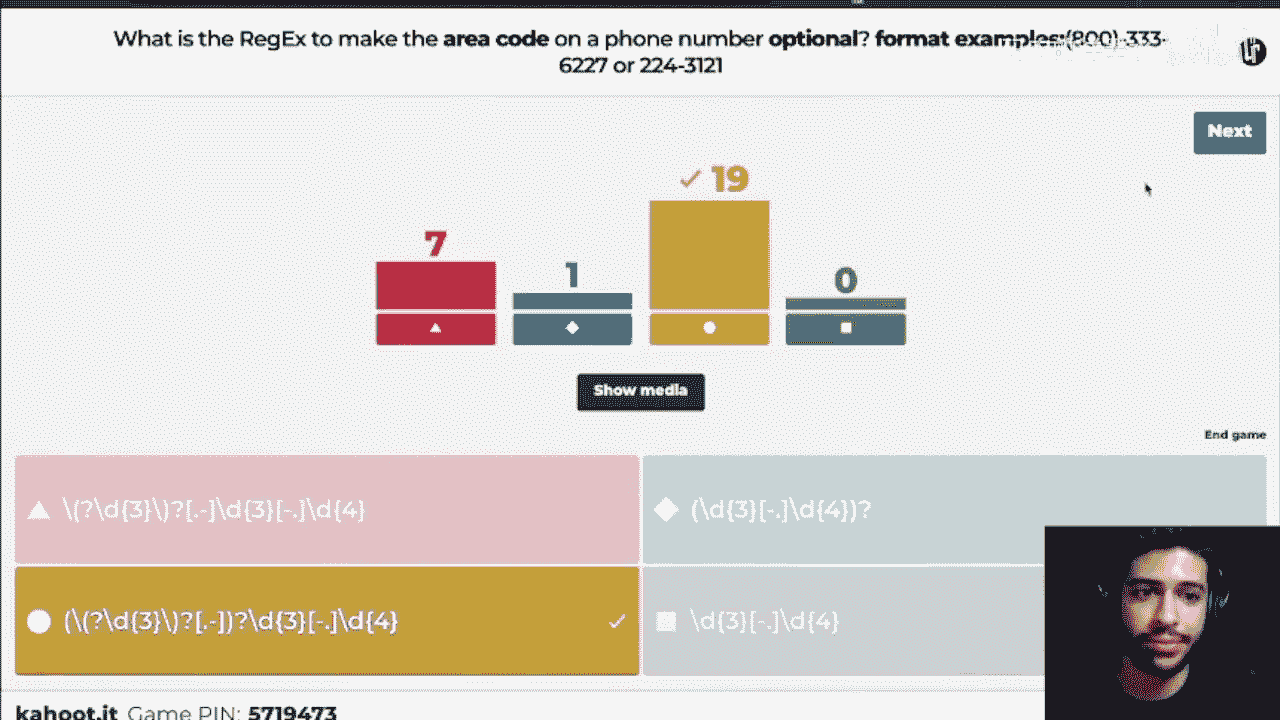 What is the RegEx to make the area code on a phone number optional? format examples:(800)-333-
6227 or 224-3121
Next
19
7
1
0
Show media
End game
\(?\d{3}\)?[.-]\d{3}[-.]\d{4}
(\d{3}[-.]\d{4})?
(\(?\d{3}\)?[.-])?\d{3}[-.]\d{4}
\d{3}[-.]\d{4}
kahoot.it Game PIN: 5719473